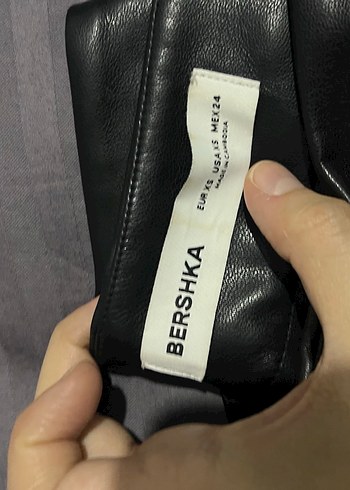 BERSHKA
EUR XS USA XS MEX 24
MADE IN CAMBODIA